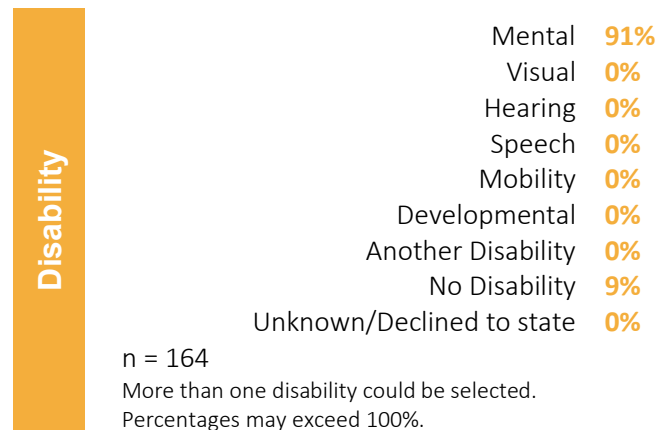 Disability
Mental 91%
Visual 0%
Hearing 0%
Speech 0%
Mobility 0%
Developmental 0%
Another Disability 0%
No Disability 9%
Unknown/Declined to state 0%
n = 164
More than one disability could be selected.
Percentages may exceed 100%.